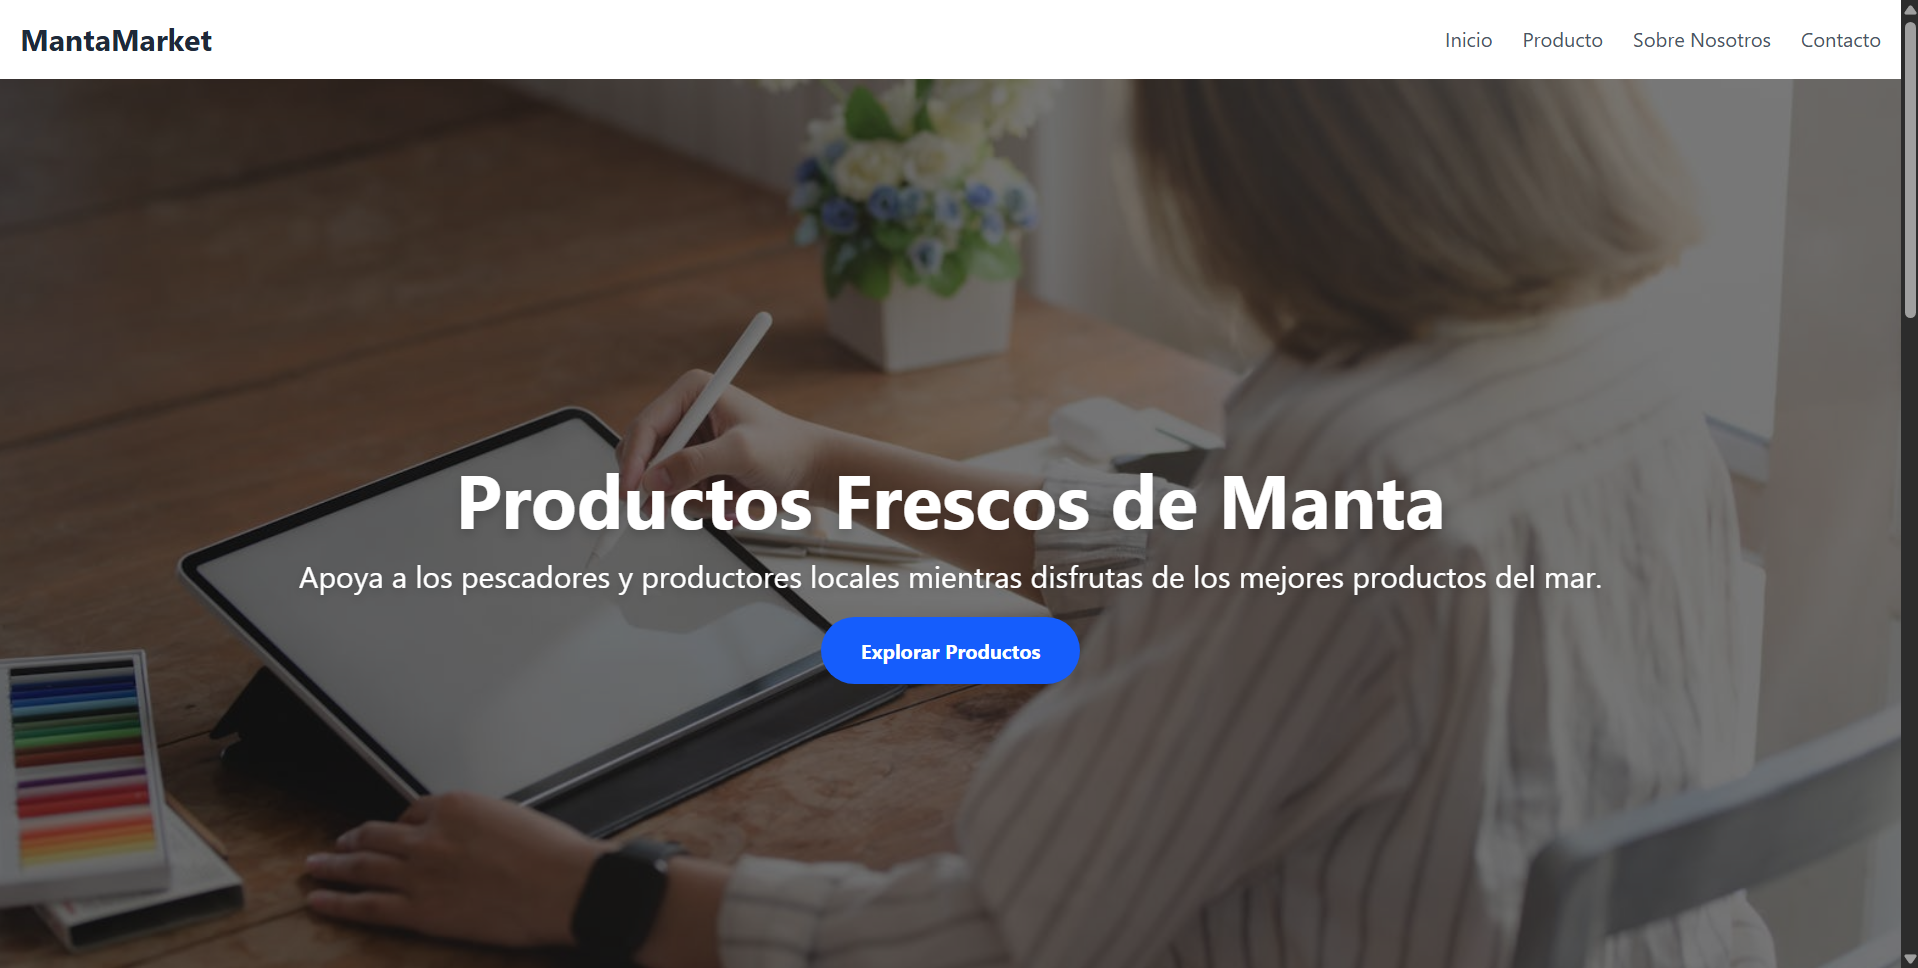 MantaMarket
Inicio Producto Sobre Nosotros Contacto
Productos Frescos de Manta
Apoya a los pescadores y productores locales mientras disfrutas de los mejores productos del mar.
Explorar Productos